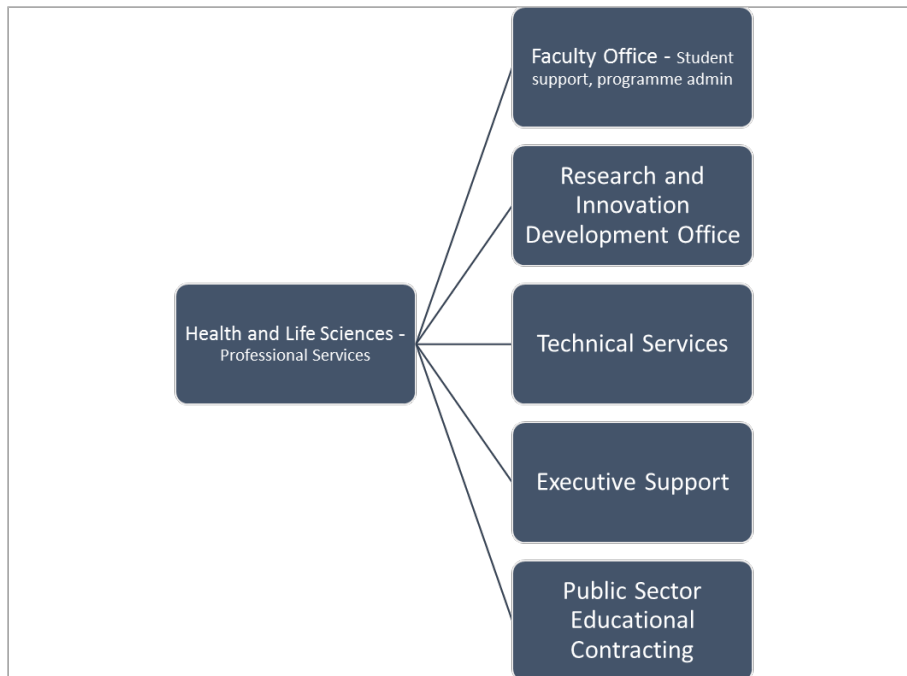 Faculty Office - Student
support, programme admin
Research and
Innovation
Development Office
Health and Life Sciences -
Professional Services
Technical Services
Executive Support
Public Sector
Educational
Contracting